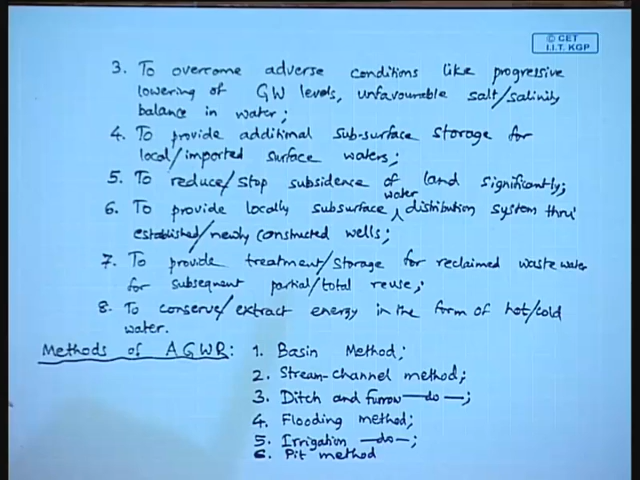 © CET
I.I.T. KGP
3. To overcome adverse conditions like progressive
lowering of GW levels, unfavourable salt/salinity
balance in water;
4. To provide additional sub-surface storage for
local/imported surface waters;
5. To reduce/stop subsidence of land significantly;
water
6. To provide locally subsurface ^ distribution system thru'
established/newly constructed wells;
7. To provide treatment/storage for reclaimed waste water
for subsequent partial/total reuse;
8. To conserve/extract energy in the form of hot/cold
water.
Methods of AGWR: 1. Basin Method;
2. Stream-channel method;
3. Ditch and furrow —do—;
4. Flooding method;
5. Irrigation —do—;
6. Pit method